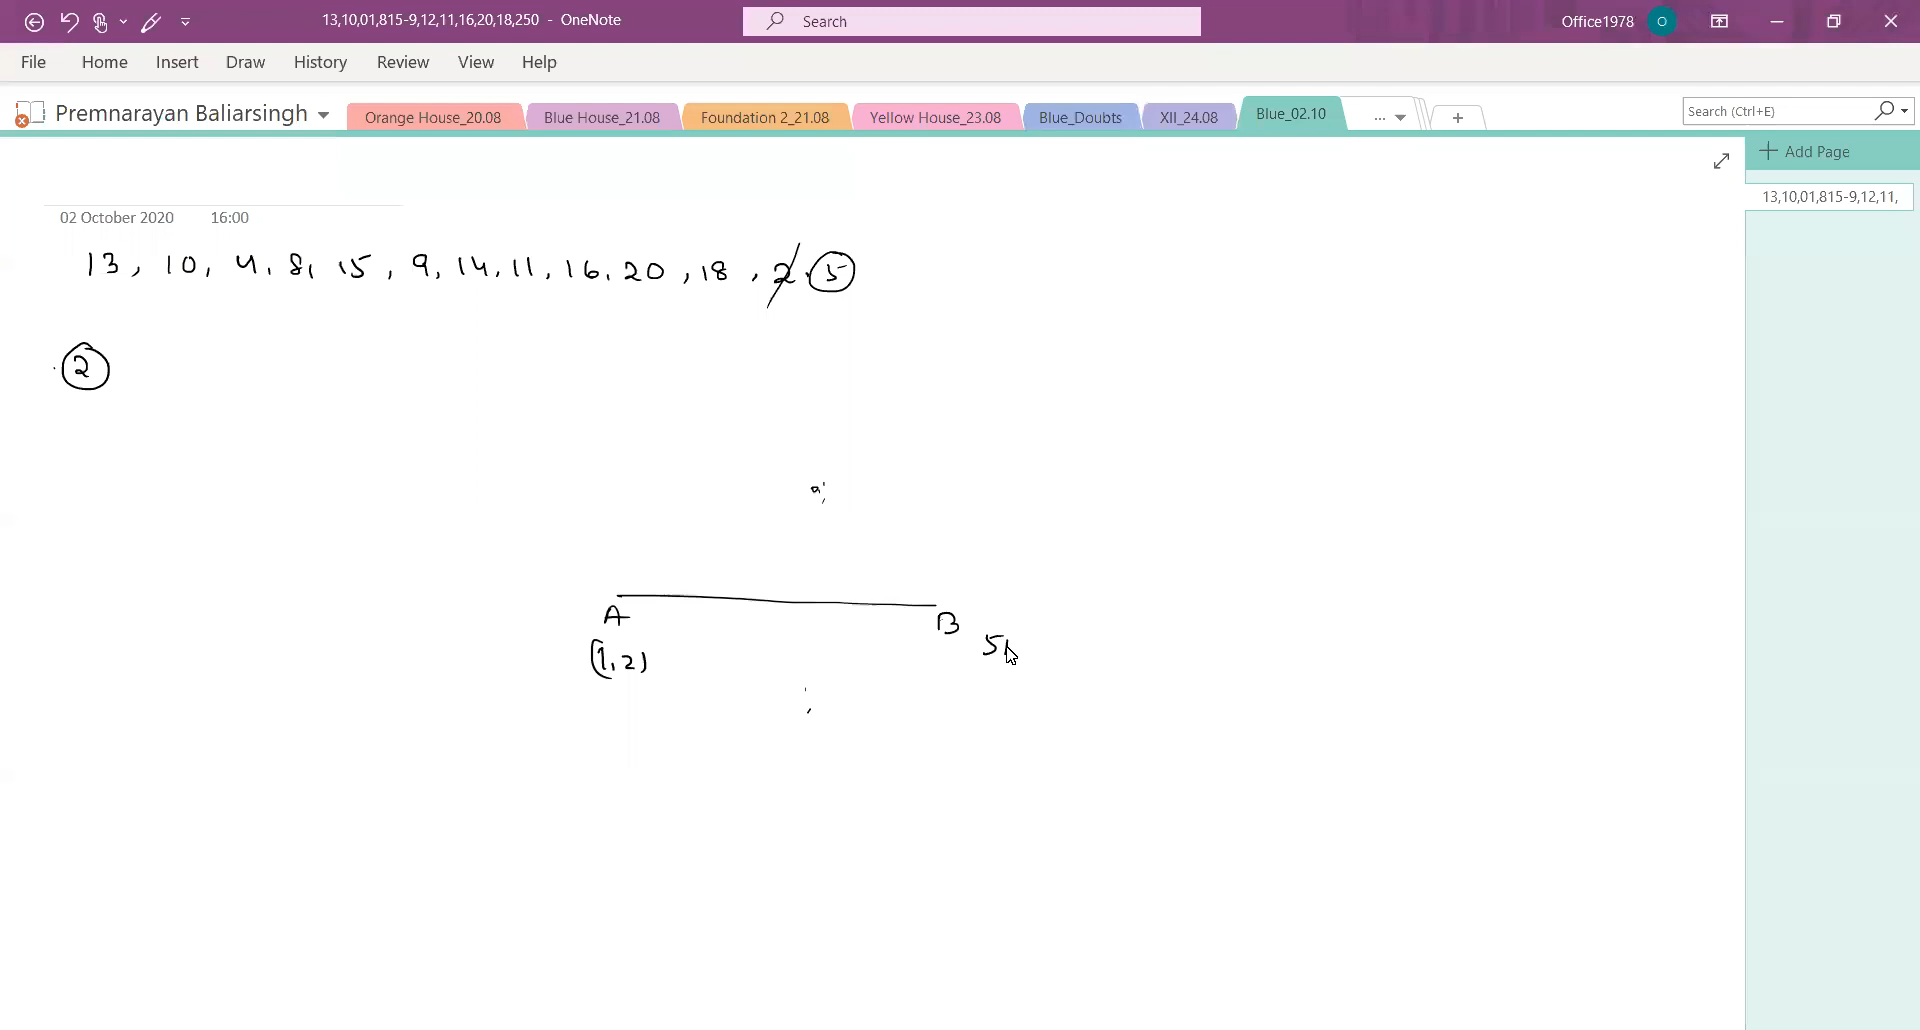 13,10,01,815-9,12,11,16,20,18,250 - OneNote
Search
Office1978
O
File Home Insert Draw History Review View Help
Premnarayan Baliarsingh
Orange House_20.08
Blue House_21.08
Foundation 2_21.08
Yellow House_23.08
Blue_Doubts
XII_24.08
Blue_02.10
...
+
Search (Ctrl+E)
+ Add Page
13,10,01,815-9,12,11,
02 October 2020 16:00
13, 10, 4, 8, 15, 9, 14, 11, 16, 20, 18, 2, 5
2
A B
(1,2)